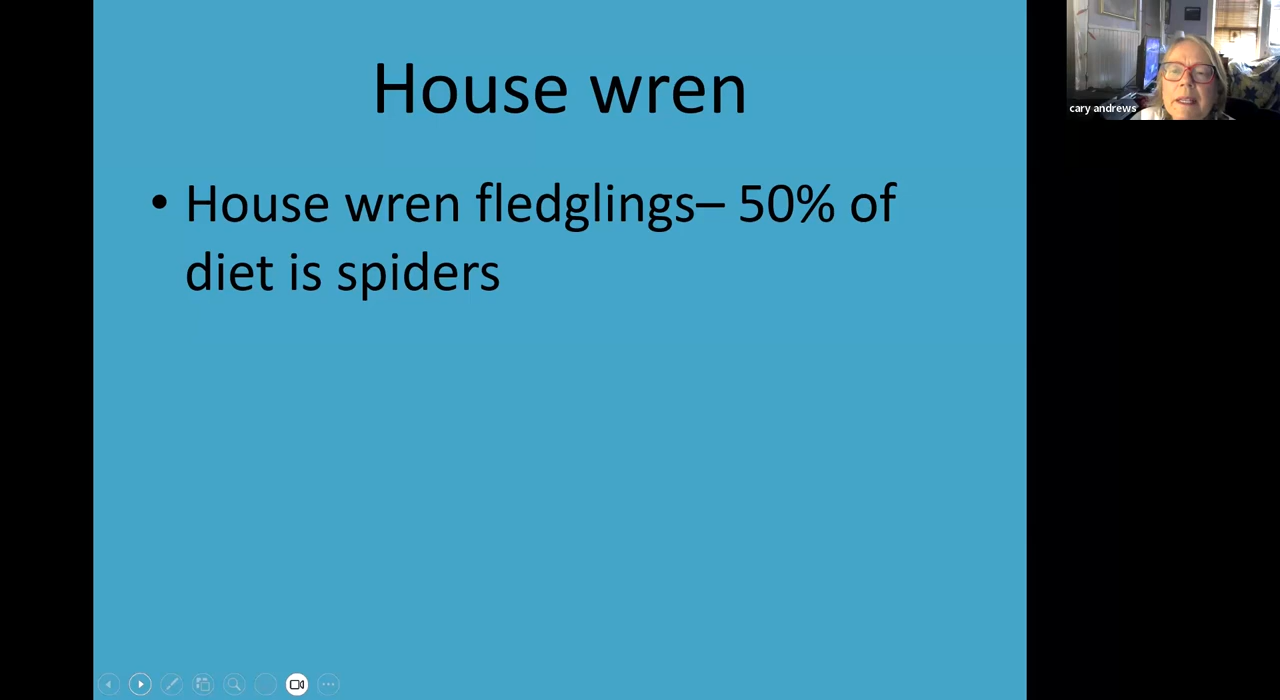 House wren
• House wren fledglings– 50% of
diet is spiders
cary andrews